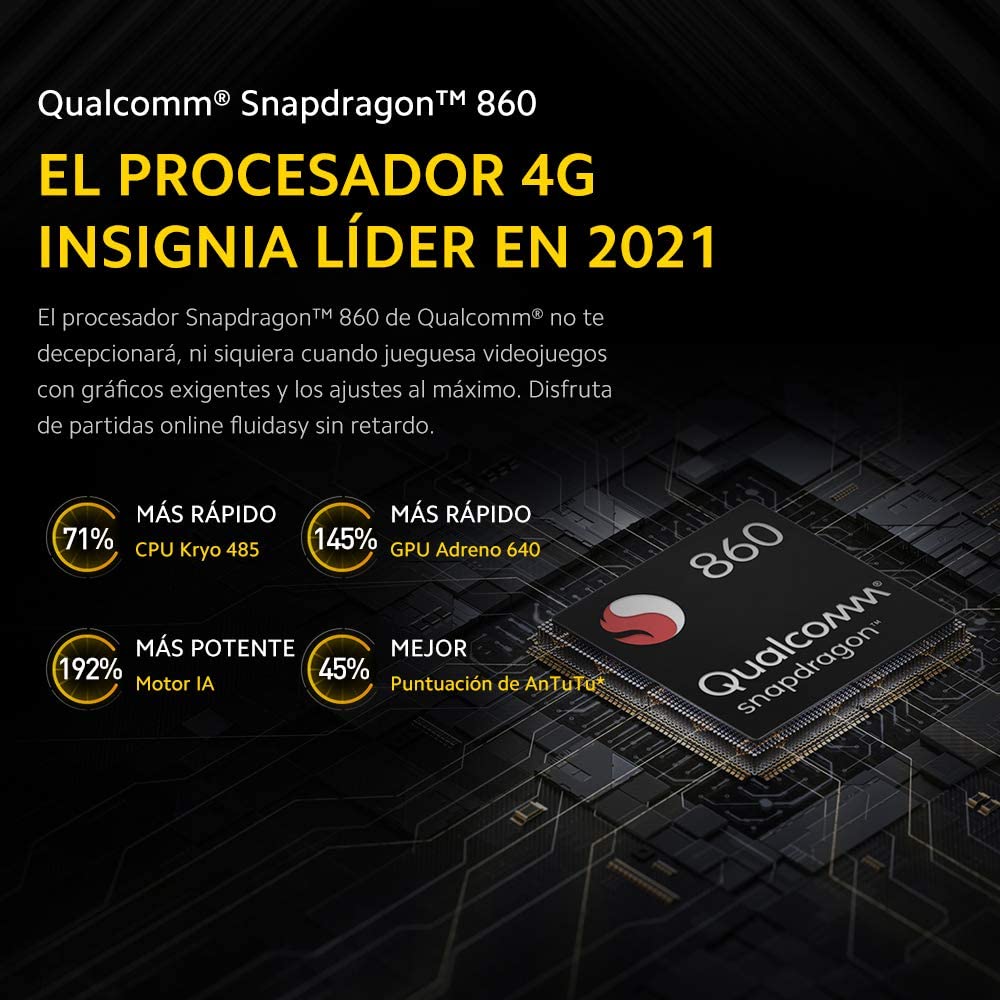 Qualcomm® Snapdragon™ 860
EL PROCESADOR 4G
INSIGNIA LÍDER EN 2021
El procesador Snapdragon™ 860 de Qualcomm® no te
decepcionará, ni siquiera cuando jueguesa videojuegos
con gráficos exigentes y los ajustes al máximo. Disfruta
de partidas online fluidasy sin retardo.
71% MÁS RÁPIDO
CPU Kryo 485
145% MÁS RÁPIDO
GPU Adreno 640
192% MÁS POTENTE
Motor IA
45% MEJOR
Puntuación de AnTuTu*
860
Qualcomm®
snapdragon™